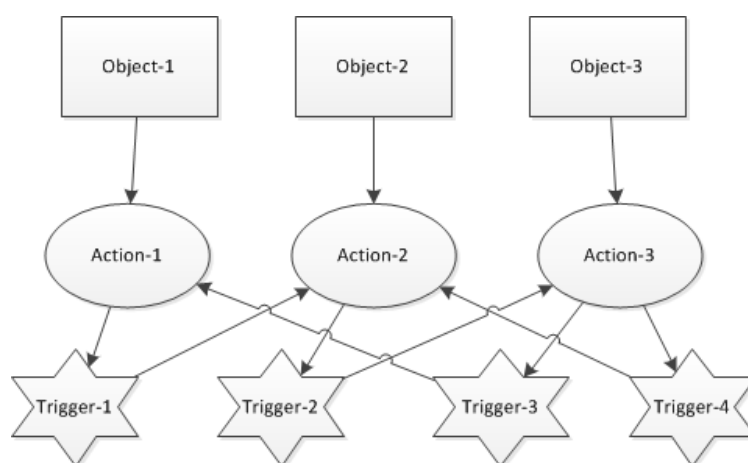 Object-1
Object-2
Object-3
Action-1
Action-2
Action-3
Trigger-1
Trigger-2
Trigger-3
Trigger-4